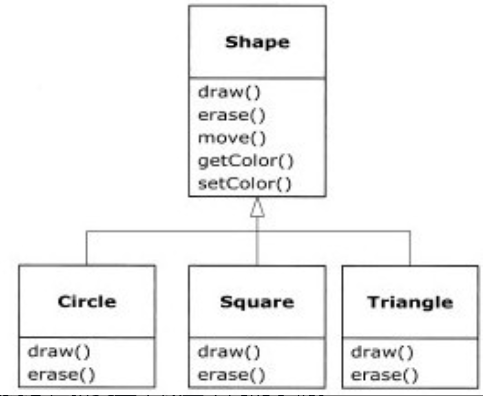 Shape
draw()
erase()
move()
getColor()
setColor()
Circle
draw()
erase()
Square
draw()
erase()
Triangle
draw()
erase()